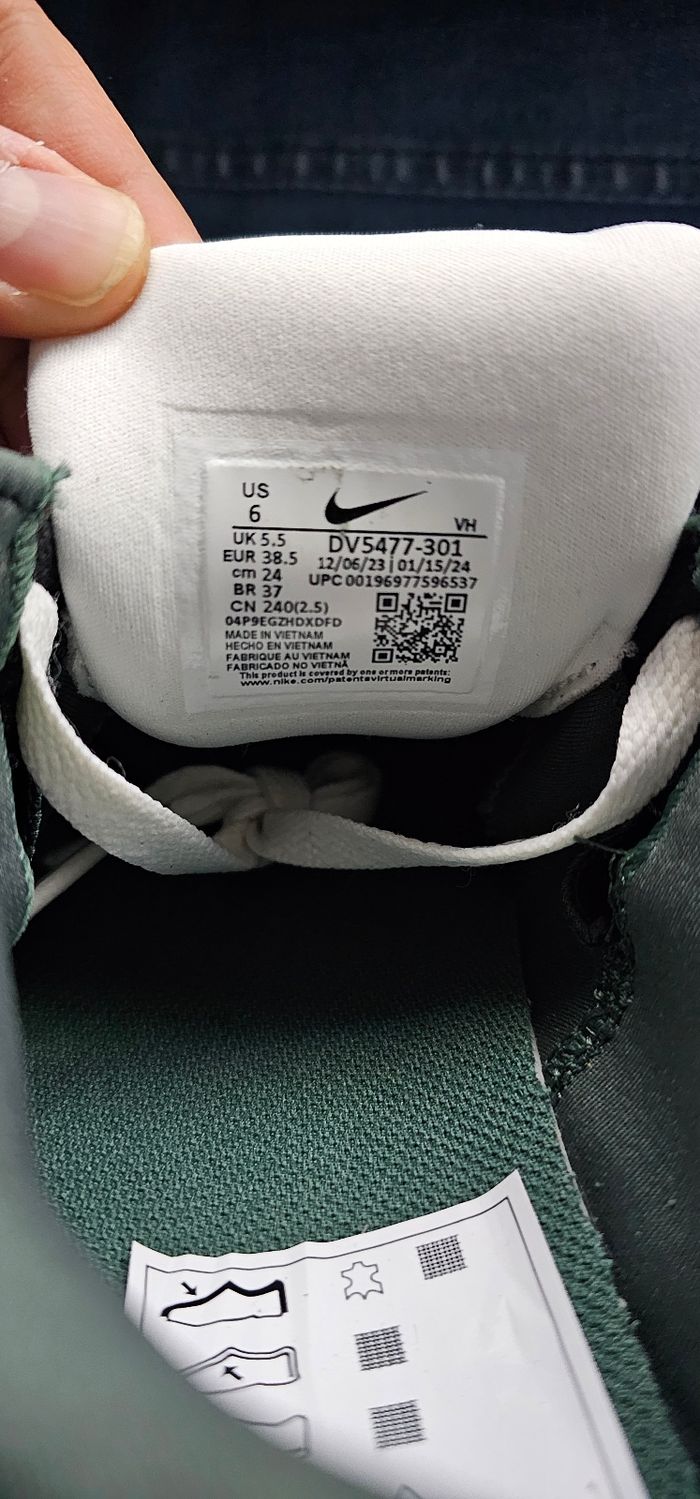 US
6
VH
UK 5.5
DV5477-301
EUR 38.5
12/06/23 | 01/15/24
cm 24
UPC 00196977596537
BR 37
CN 240(2.5)
04P9EGZHDXDFD
MADE IN VIETNAM
HECHO EN VIETNAM
FABRIQUE AU VIETNAM
FABRICADO NO VIETNÃ
This product is covered by one or more patents:
www.nike.com/patentsvirtualmarking